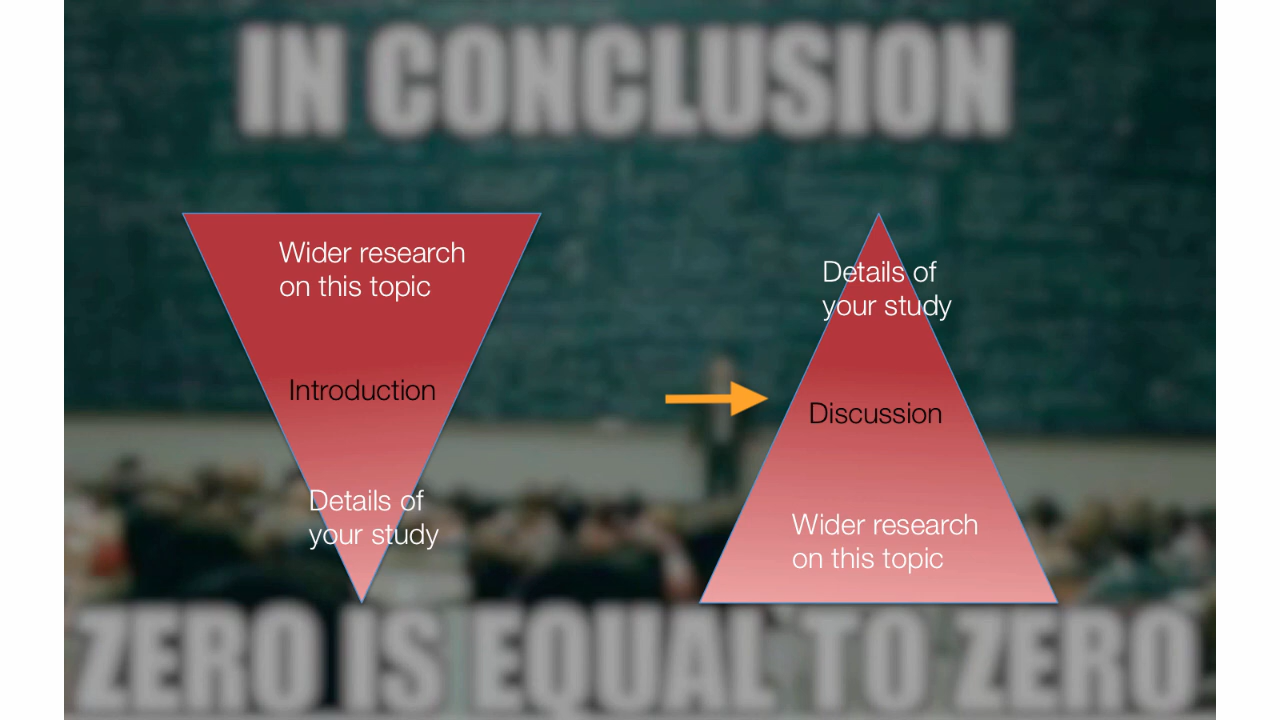 IN CONCLUSION
Wider research
on this topic
Introduction
Details of
your study
Details of
your study
Discussion
Wider research
on this topic
ZERO IS EQUAL TO ZERO